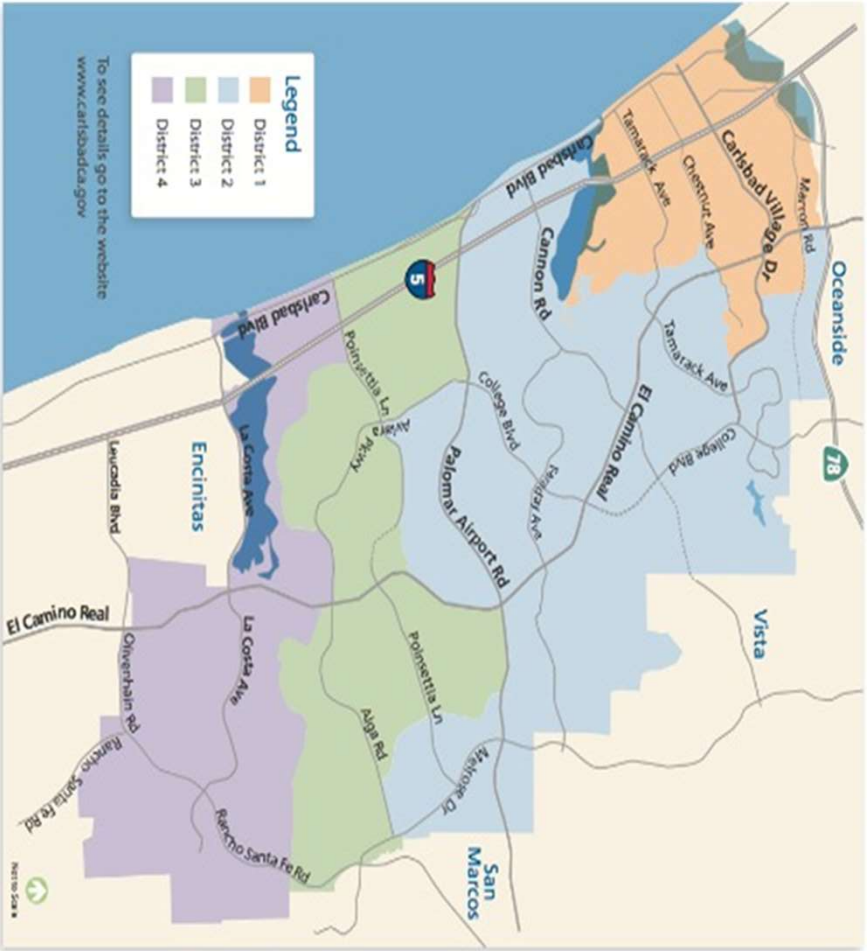 Oceanside
78
Marron Rd
Carlsbad Village Dr
Chestnut Ave
Tamarack Ave
Tamarack Ave
Carlsbad Blvd
Cannon Rd
El Camino Real
College Blvd
College Blvd
Faraday Ave
Vista
5
Palomar Airport Rd
Carlsbad Blvd
Poinsettia Ln
Aviara Pkwy
Poinsettia Ln
Alga Rd
Melrose Dr
San
Marcos
La Costa Ave
La Costa Ave
Encinitas
Leucadia Blvd
El Camino Real
Olivenhain Rd
Rancho Santa Fe Rd
Rancho Santa Fe Rd
Legend
District 1
District 2
District 3
District 4
To see details go to the website
www.carlsbadca.gov
Not to Scale